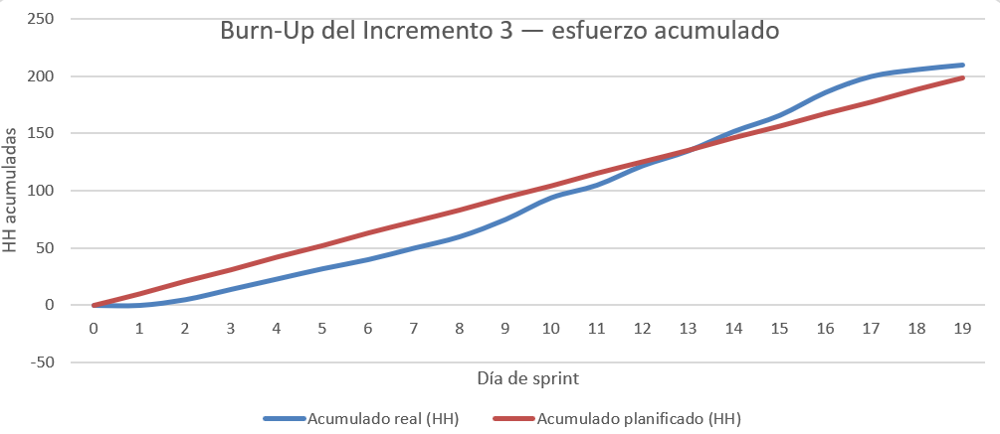 Burn-Up del Incremento 3 — esfuerzo acumulado
250
200
150
100
50
0
-50
HH acumuladas
0 1 2 3 4 5 6 7 8 9 10 11 12 13 14 15 16 17 18 19
Día de sprint
Acumulado real (HH) Acumulado planificado (HH)